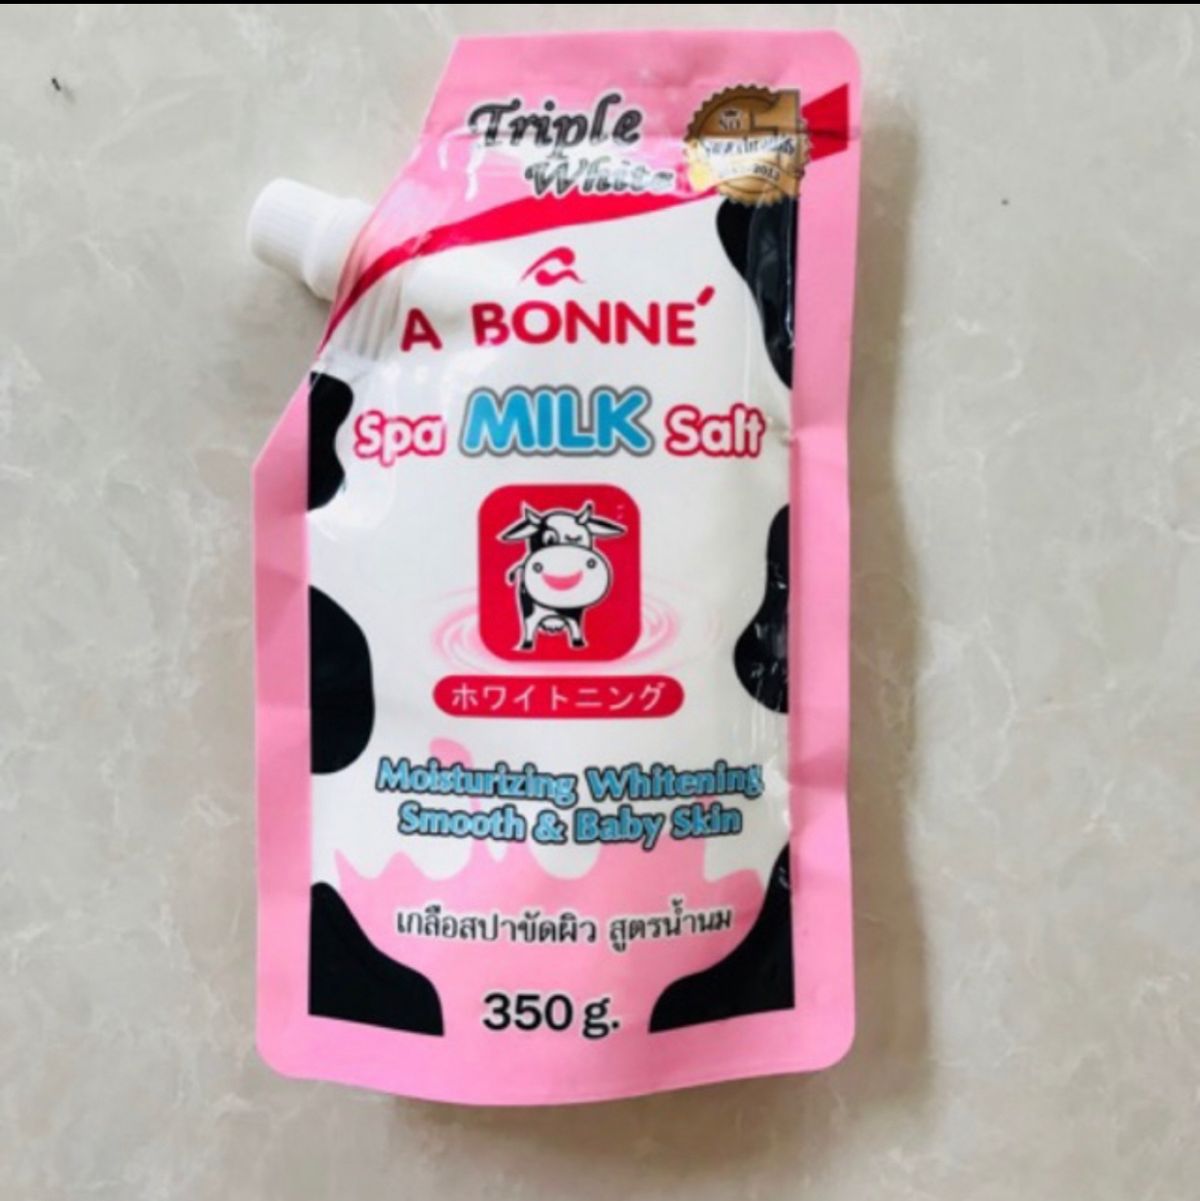 Triple
White
A BONNÉ
Spa MILK Salt
ホワイトニング
Moisturizing Whitening
Smooth & Baby Skin
เกลือสปาขัดผิว สูตรน้ำนม
350 g.